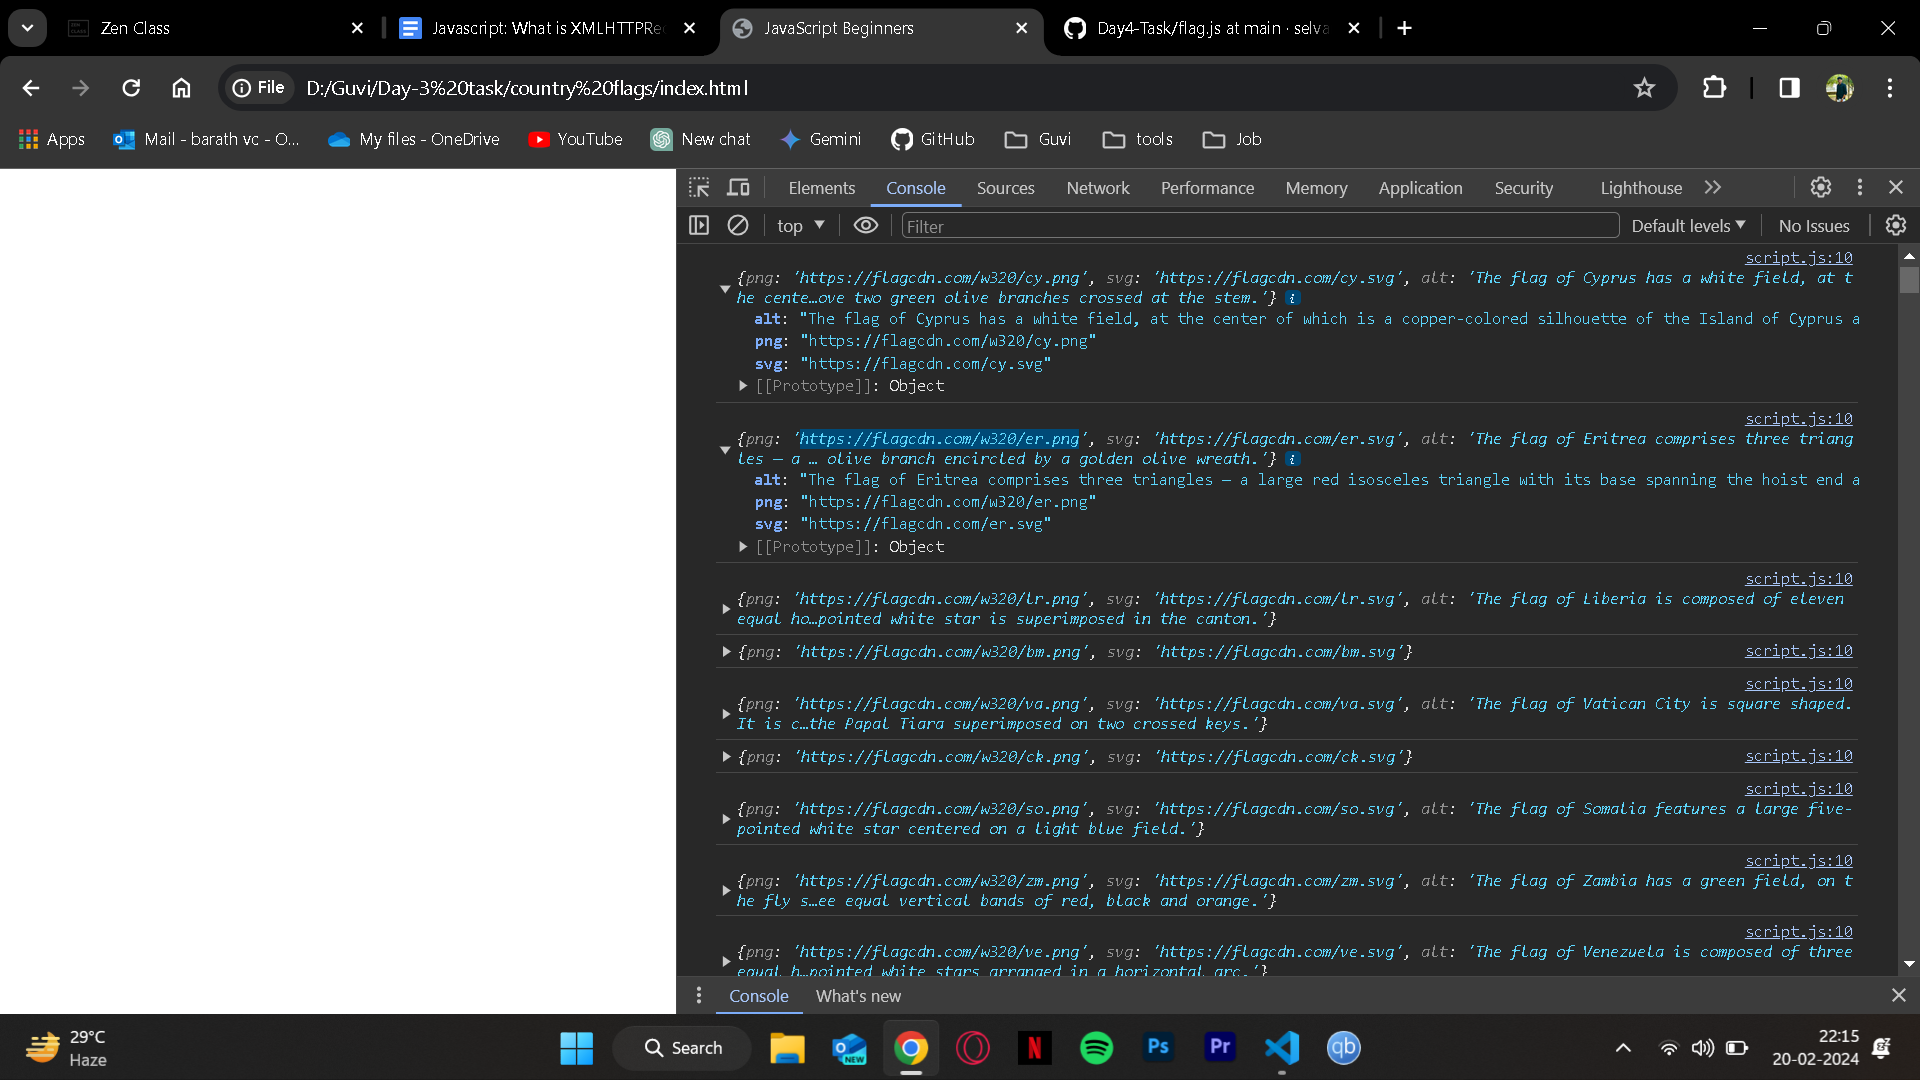 Zen Class
Javascript: What is XMLHTTPRec
JavaScript Beginners
Day4-Task/flag.js at main · selva
File
D:/Guvi/Day-3%20task/country%20flags/index.html
Apps
Mail - barath vc - O...
My files - OneDrive
YouTube
New chat
Gemini
GitHub
Guvi
tools
Job
Elements
Console
Sources
Network
Performance
Memory
Application
Security
Lighthouse
top
Filter
Default levels
No Issues
script.js:10
{png: 'https://flagcdn.com/w320/cy.png', svg: 'https://flagcdn.com/cy.svg', alt: 'The flag of Cyprus has a white field, at t
he cente…ove two green olive branches crossed at the stem.'} i
alt: "The flag of Cyprus has a white field, at the center of which is a copper-colored silhouette of the Island of Cyprus a
png: "https://flagcdn.com/w320/cy.png"
svg: "https://flagcdn.com/cy.svg"
[[Prototype]]: Object
script.js:10
{png: 'https://flagcdn.com/w320/er.png', svg: 'https://flagcdn.com/er.svg', alt: 'The flag of Eritrea comprises three triang
les — a … olive branch encircled by a golden olive wreath.'} i
alt: "The flag of Eritrea comprises three triangles — a large red isosceles triangle with its base spanning the hoist end a
png: "https://flagcdn.com/w320/er.png"
svg: "https://flagcdn.com/er.svg"
[[Prototype]]: Object
script.js:10
{png: 'https://flagcdn.com/w320/lr.png', svg: 'https://flagcdn.com/lr.svg', alt: 'The flag of Liberia is composed of eleven
equal ho…pointed white star is superimposed in the canton.'}
{png: 'https://flagcdn.com/w320/bm.png', svg: 'https://flagcdn.com/bm.svg'}
script.js:10
script.js:10
{png: 'https://flagcdn.com/w320/va.png', svg: 'https://flagcdn.com/va.svg', alt: 'The flag of Vatican City is square shaped.
It is c…the Papal Tiara superimposed on two crossed keys.'}
{png: 'https://flagcdn.com/w320/ck.png', svg: 'https://flagcdn.com/ck.svg'}
script.js:10
script.js:10
{png: 'https://flagcdn.com/w320/so.png', svg: 'https://flagcdn.com/so.svg', alt: 'The flag of Somalia features a large five-
pointed white star centered on a light blue field.'}
script.js:10
{png: 'https://flagcdn.com/w320/zm.png', svg: 'https://flagcdn.com/zm.svg', alt: 'The flag of Zambia has a green field, on t
he fly s…ee equal vertical bands of red, black and orange.'}
script.js:10
{png: 'https://flagcdn.com/w320/ve.png', svg: 'https://flagcdn.com/ve.svg', alt: 'The flag of Venezuela is composed of three
equal h…pointed white stars arranged in a horizontal arc.'}
Console
What's new
29°C
Haze
Search
NEW
N
Ps
Pr
qb
22:15
20-02-2024